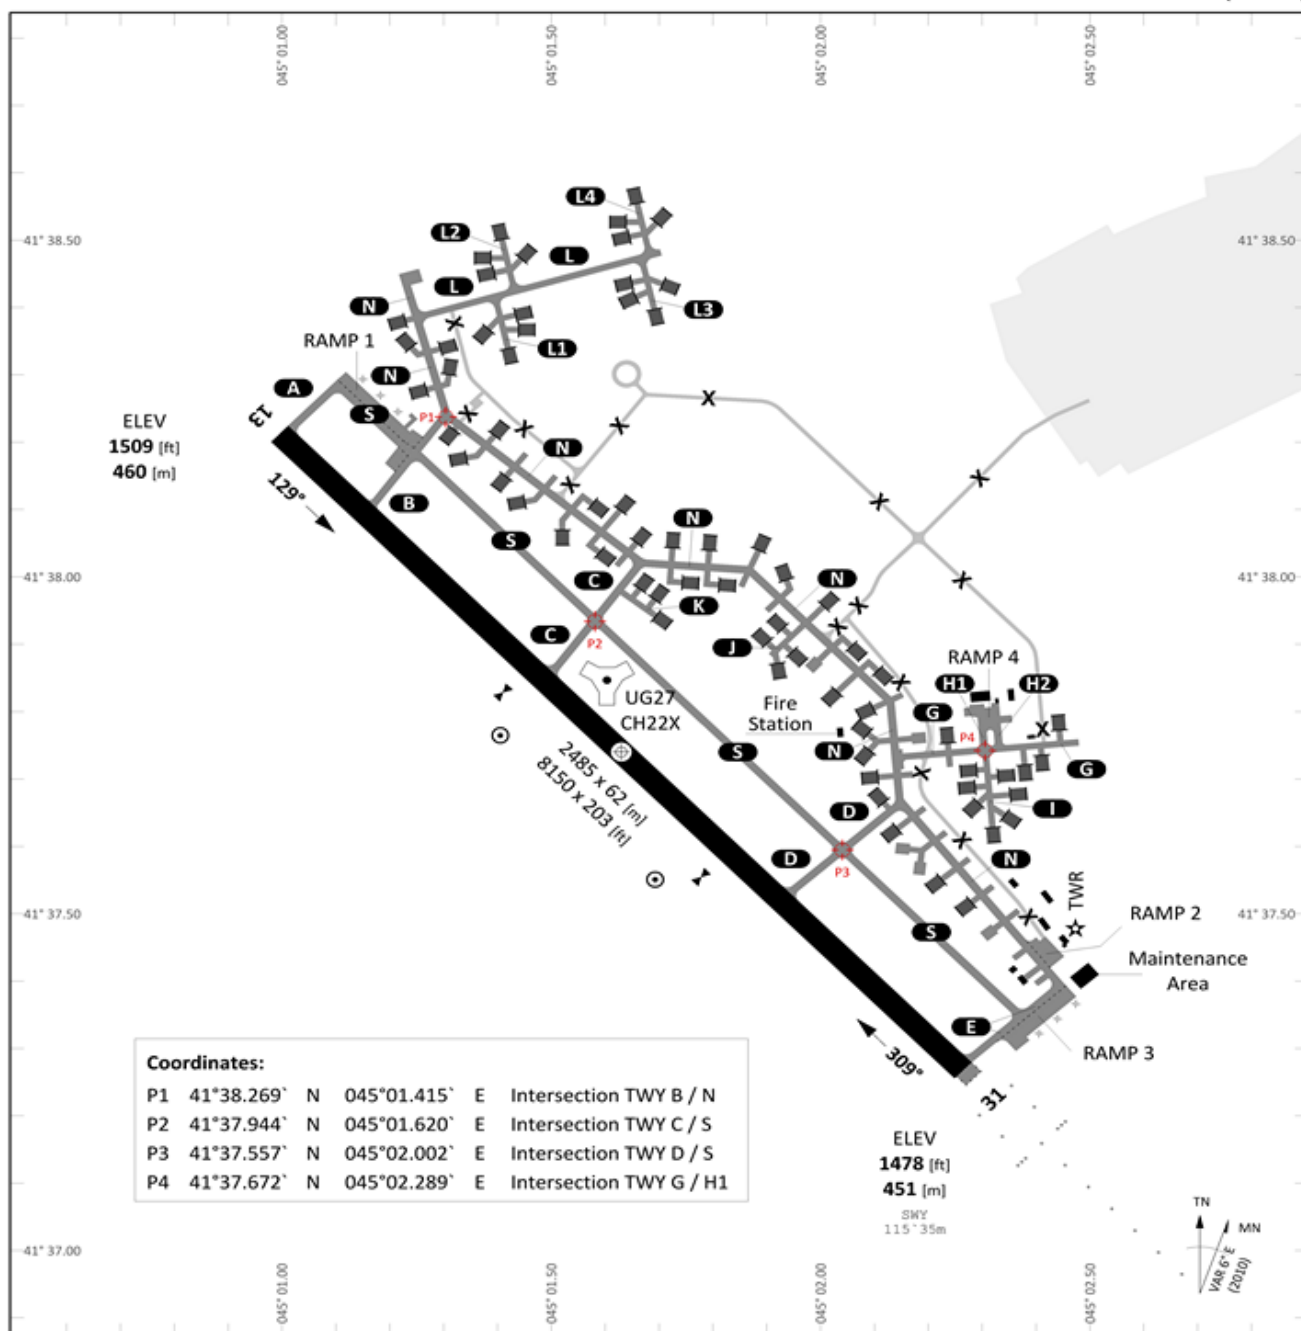 045° 01.00
045° 01.50
045° 02.00
045° 02.50
L4
L2
L
41° 38.50
41° 38.50
L
N
L3
RAMP 1
L1
N
A
S
P1
13
ELEV
1509 [ft]
460 [m]
N
129°
B
N
S
41° 38.00
41° 38.00
C
N
K
C
P2
J
RAMP 4
H1
H2
UG27
CH22X
Fire
Station
G
P4
N
S
G
2485 x 62 [m]
8150 x 203 [ft]
I
D
D
N
P3
TWR
RAMP 2
41° 37.50
41° 37.50
S
Maintenance
Area
E
RAMP 3
309°
31
Coordinates:
P1 41°38.269` N 045°01.415` E Intersection TWY B / N
P2 41°37.944` N 045°01.620` E Intersection TWY C / S
P3 41°37.557` N 045°02.002` E Intersection TWY D / S
P4 41°37.672` N 045°02.289` E Intersection TWY G / H1
ELEV
1478 [ft]
451 [m]
SWY
115`35m
TN
MN
VAR 6° E
(2010)
41° 37.00
41° 37.00
045° 01.00
045° 01.50
045° 02.00
045° 02.50